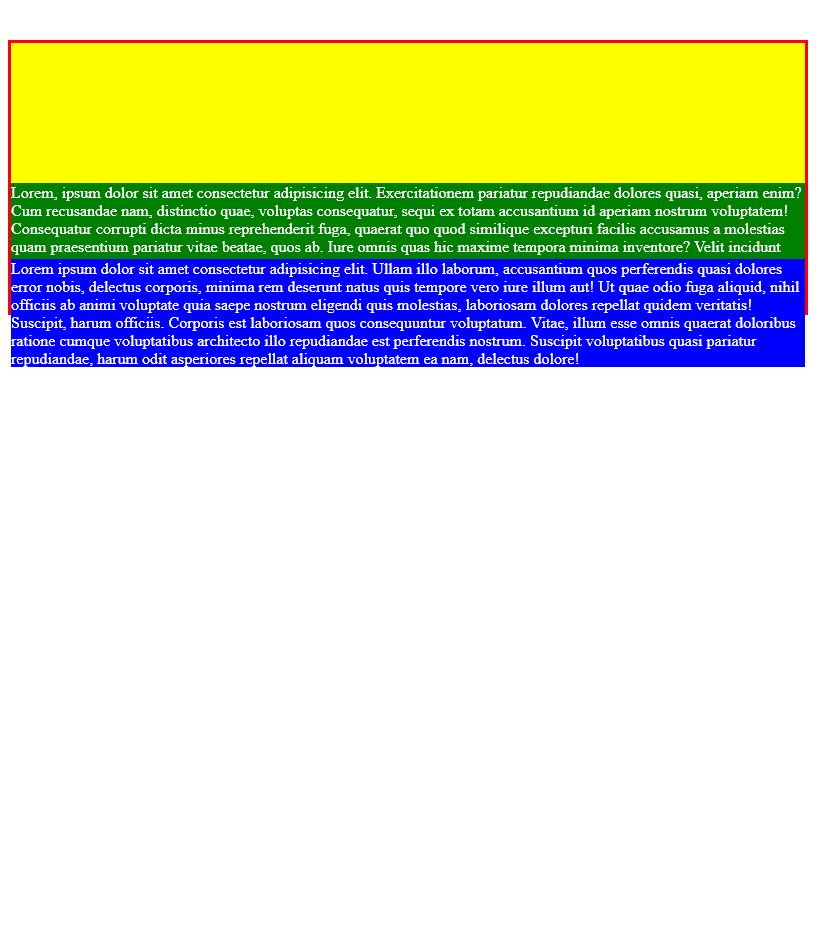 Lorem, ipsum dolor sit amet consectetur adipisicing elit. Exercitationem pariatur repudiandae dolores quasi, aperiam enim?
Cum recusandae nam, distinctio quae, voluptas consequatur, sequi ex totam accusantium id aperiam nostrum voluptatem!
Consequatur corrupti dicta minus reprehenderit fuga, quaerat quo quod similique excepturi facilis accusamus a molestias
quam praesentium pariatur vitae beatae, quos ab. Iure omnis quas hic maxime tempora minima inventore? Velit incidunt
Lorem ipsum dolor sit amet consectetur adipisicing elit. Ullam illo laborum, accusantium quos perferendis quasi dolores
error nobis, delectus corporis, minima rem deserunt natus quis tempore vero iure illum aut! Ut quae odio fuga aliquid, nihil
officiis ab animi voluptate quia saepe nostrum eligendi quis molestias, laboriosam dolores repellat quidem veritatis!
Suscipit, harum officiis. Corporis est laboriosam quos consequuntur voluptatum. Vitae, illum esse omnis quaerat doloribus
ratione cumque voluptatibus architecto illo repudiandae est perferendis nostrum. Suscipit voluptatibus quasi pariatur
repudiandae, harum odit asperiores repellat aliquam voluptatem ea nam, delectus dolore!